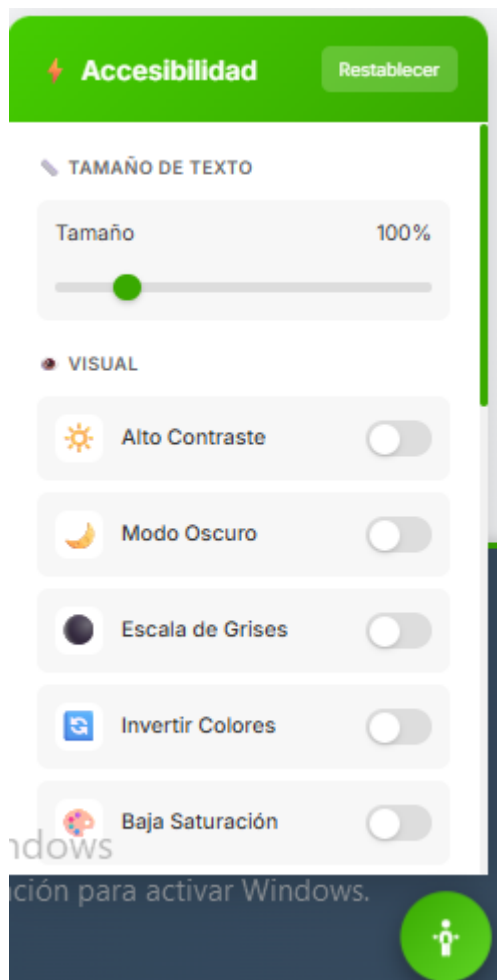 Accesibilidad
Restablecer
TAMAÑO DE TEXTO
Tamaño 100%
VISUAL
Alto Contraste
Modo Oscuro
Escala de Grises
Invertir Colores
Baja Saturación
ndows
ción para activar Windows.